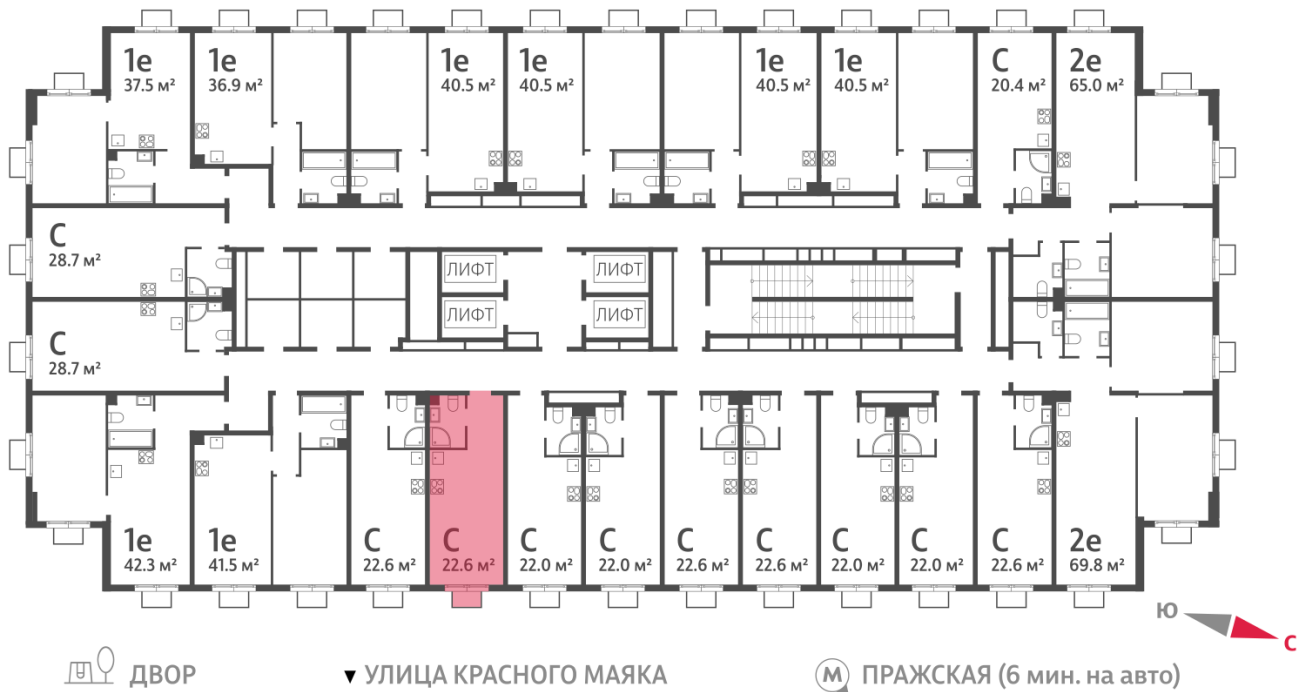 1е 1е 1е 1е 1е 1е С 2е
37.5 м² 36.9 м² 40.5 м² 40.5 м² 40.5 м² 40.5 м² 20.4 м² 65.0 м²
С
28.7 м²
ЛИФТ ЛИФТ
ЛИФТ ЛИФТ
С
28.7 м²
1е 1е С С С С С С С С С 2е
42.3 м² 41.5 м² 22.6 м² 22.6 м² 22.0 м² 22.0 м² 22.6 м² 22.6 м² 22.0 м² 22.0 м² 22.6 м² 69.8 м²
Ю
С
ДВОР ▼ УЛИЦА КРАСНОГО МАЯКА М ПРАЖСКАЯ (6 мин. на авто)